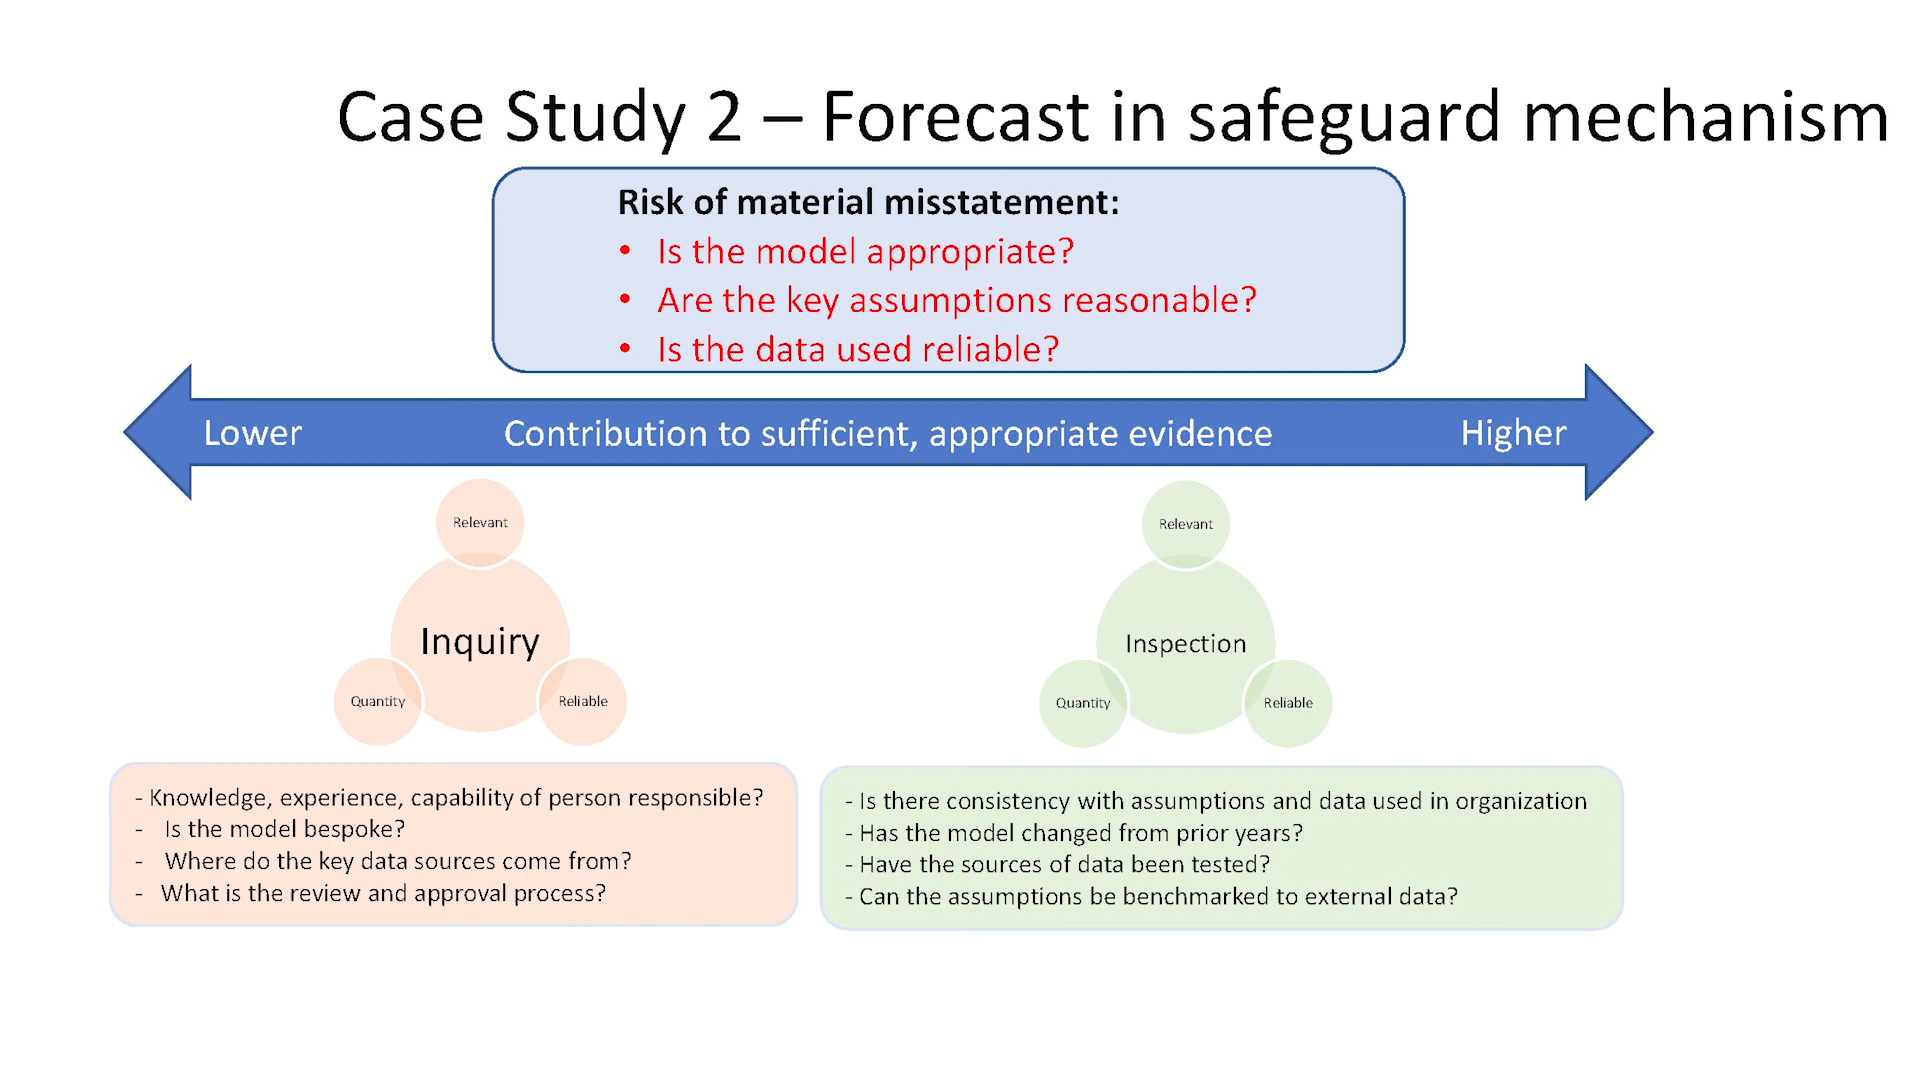 Case Study 2 – Forecast in safeguard mechanism
Risk of material misstatement:
• Is the model appropriate?
• Are the key assumptions reasonable?
• Is the data used reliable?
Lower
Contribution to sufficient, appropriate evidence
Higher
Relevant
Inquiry
Quantity
Reliable
Relevant
Inspection
Quantity
Reliable
- Knowledge, experience, capability of person responsible?
- Is the model bespoke?
- Where do the key data sources come from?
- What is the review and approval process?
- Is there consistency with assumptions and data used in organization
- Has the model changed from prior years?
- Have the sources of data been tested?
- Can the assumptions be benchmarked to external data?